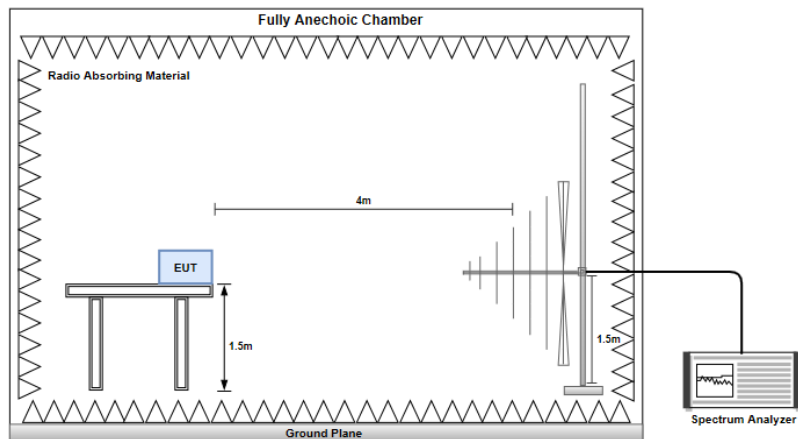 Fully Anechoic Chamber
Radio Absorbing Material
4m
EUT
1.5m
1.5m
Spectrum Analyzer
Ground Plane